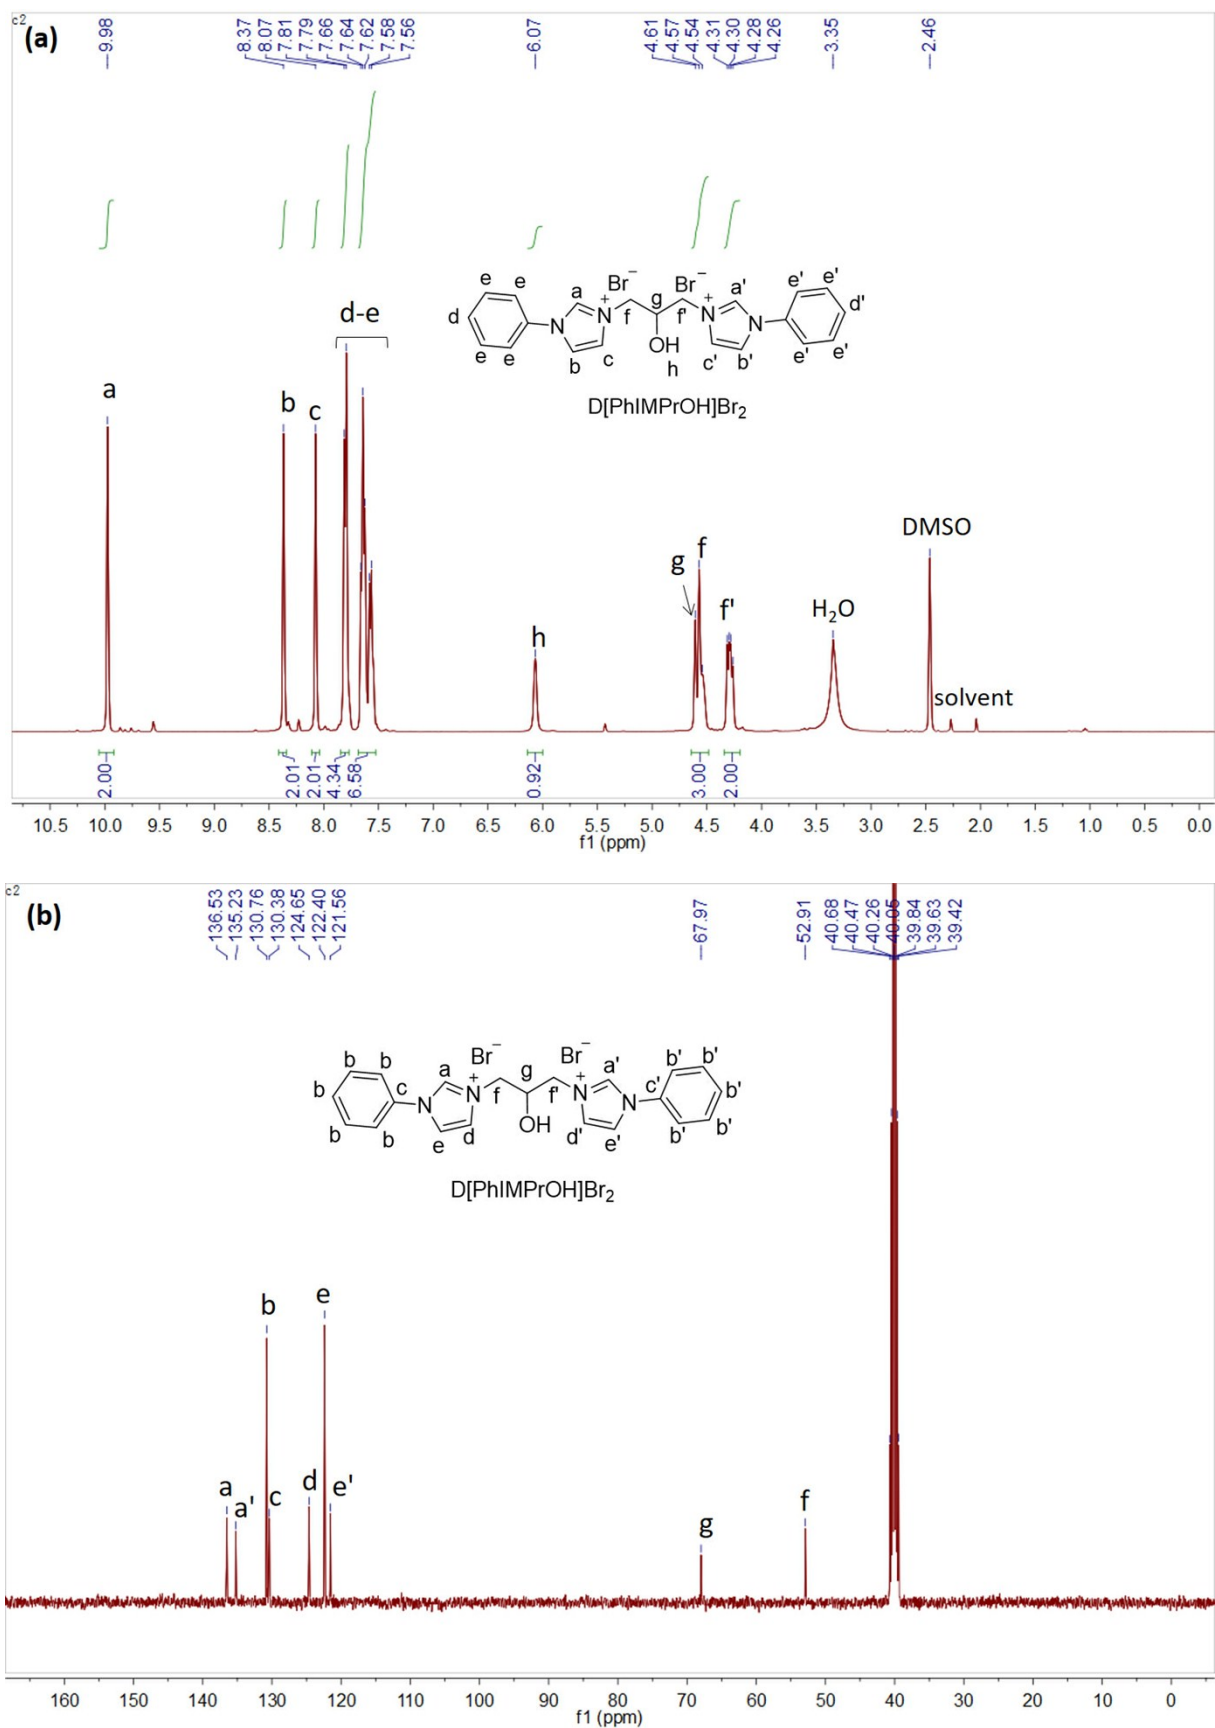 c2
(a)
9.98
8.37
8.07
7.81
7.79
7.66
7.64
7.62
7.58
7.56
6.07
4.61
4.57
4.54
4.31
4.30
4.28
4.26
3.35
2.46
a
b
c
d-e
h
g
f
f'
H2O
DMSO
solvent
e
e
d
e
e
a
Br−
N
N
+
b
c
f
g
OH
h
f'
Br−
a'
N
+
N
c'
b'
e'
e'
d'
e'
e'
D[PhIMPrOH]Br2
2.00
2.01
2.01
4.34
6.58
0.92
3.00
2.00
10.5 10.0 9.5 9.0 8.5 8.0 7.5 7.0 6.5 6.0 5.5 5.0 4.5 4.0 3.5 3.0 2.5 2.0 1.5 1.0 0.5 0.0
f1 (ppm)
c2
(b)
136.53
135.23
130.76
130.38
124.65
122.40
121.56
67.97
52.91
40.68
40.47
40.26
40.05
39.84
39.63
39.42
b
b
b
b
b
c
a
Br−
N
N
+
e
d
f
g
OH
f'
Br−
a'
N
+
N
d'
e'
c'
b'
b'
b'
b'
b'
D[PhIMPrOH]Br2
a
a'
b
c
d
e
e'
g
f
160 150 140 130 120 110 100 90 80 70 60 50 40 30 20 10 0
f1 (ppm)